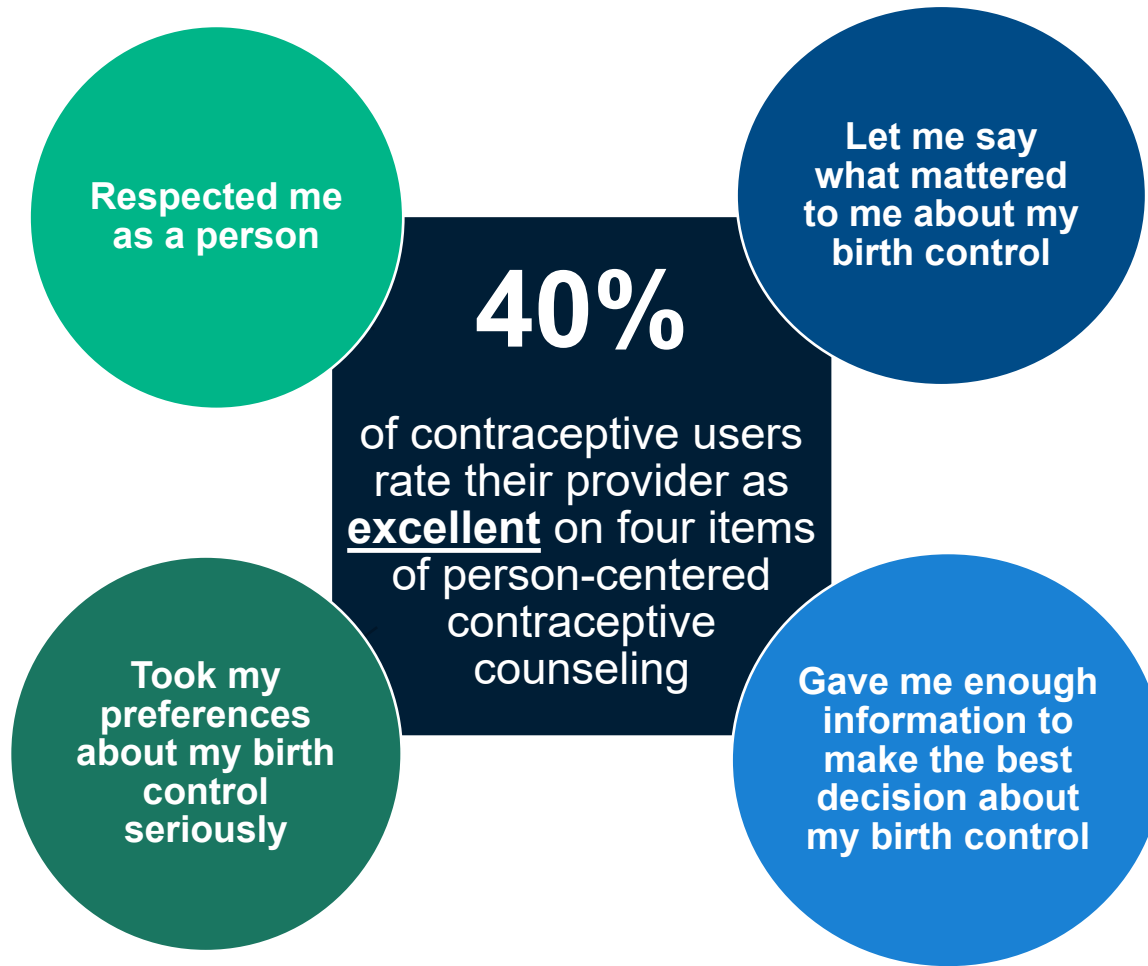 Respected me
as a person
Let me say
what mattered
to me about my
birth control
40%
of contraceptive users
rate their provider as
excellent on four items
of person-centered
contraceptive
counseling
Took my
preferences
about my birth
control
seriously
Gave me enough
information to
make the best
decision about
my birth control